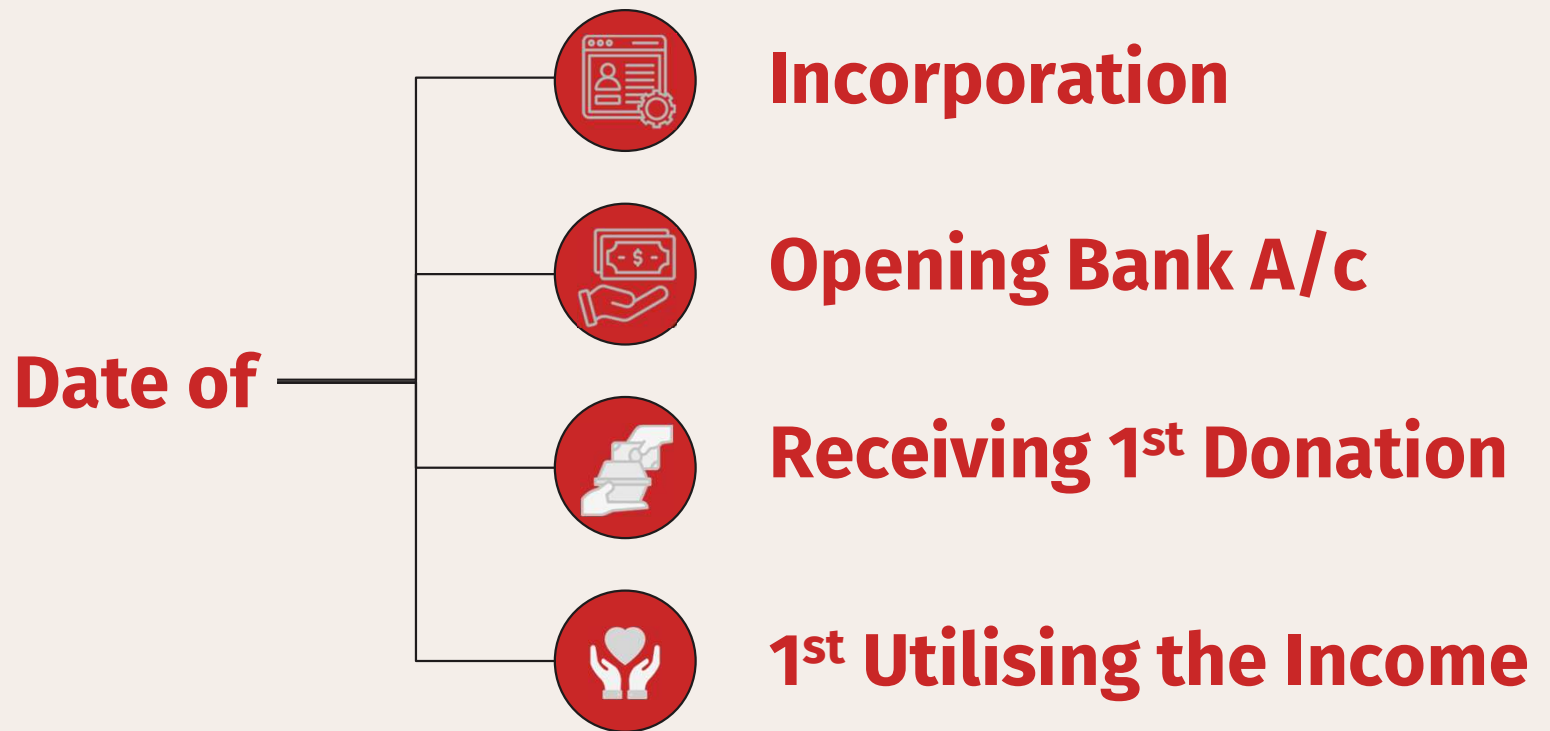 Date of
Incorporation
Opening Bank A/c
Receiving 1st Donation
1st Utilising the Income